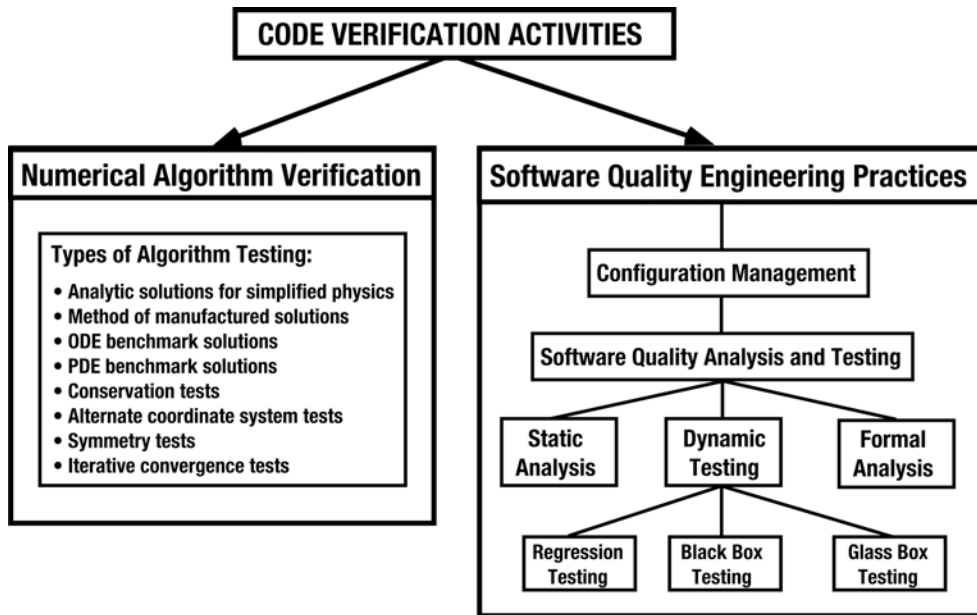 CODE VERIFICATION ACTIVITIES
Numerical Algorithm Verification
Types of Algorithm Testing:
• Analytic solutions for simplified physics
• Method of manufactured solutions
• ODE benchmark solutions
• PDE benchmark solutions
• Conservation tests
• Alternate coordinate system tests
• Symmetry tests
• Iterative convergence tests
Software Quality Engineering Practices
Configuration Management
Software Quality Analysis and Testing
Static
Analysis
Dynamic
Testing
Formal
Analysis
Regression
Testing
Black Box
Testing
Glass Box
Testing